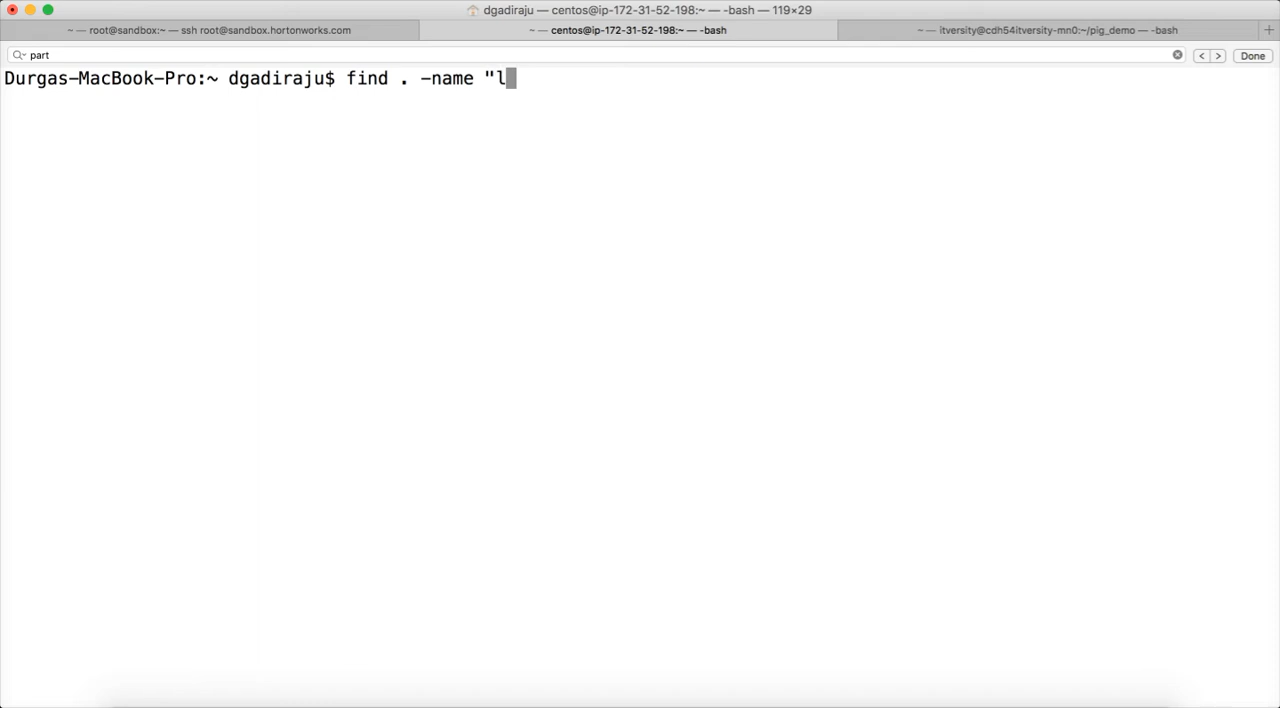 dgadiraju — centos@ip-172-31-52-198:~ — -bash — 119×29
~ — root@sandbox:~ — ssh root@sandbox.hortonworks.com
~ — centos@ip-172-31-52-198:~ — -bash
~ — itversity@cdh54itversity-mn0:~/pig_demo — -bash
+
part
< > Done
Durgas-MacBook-Pro:~ dgadiraju$ find . -name "l